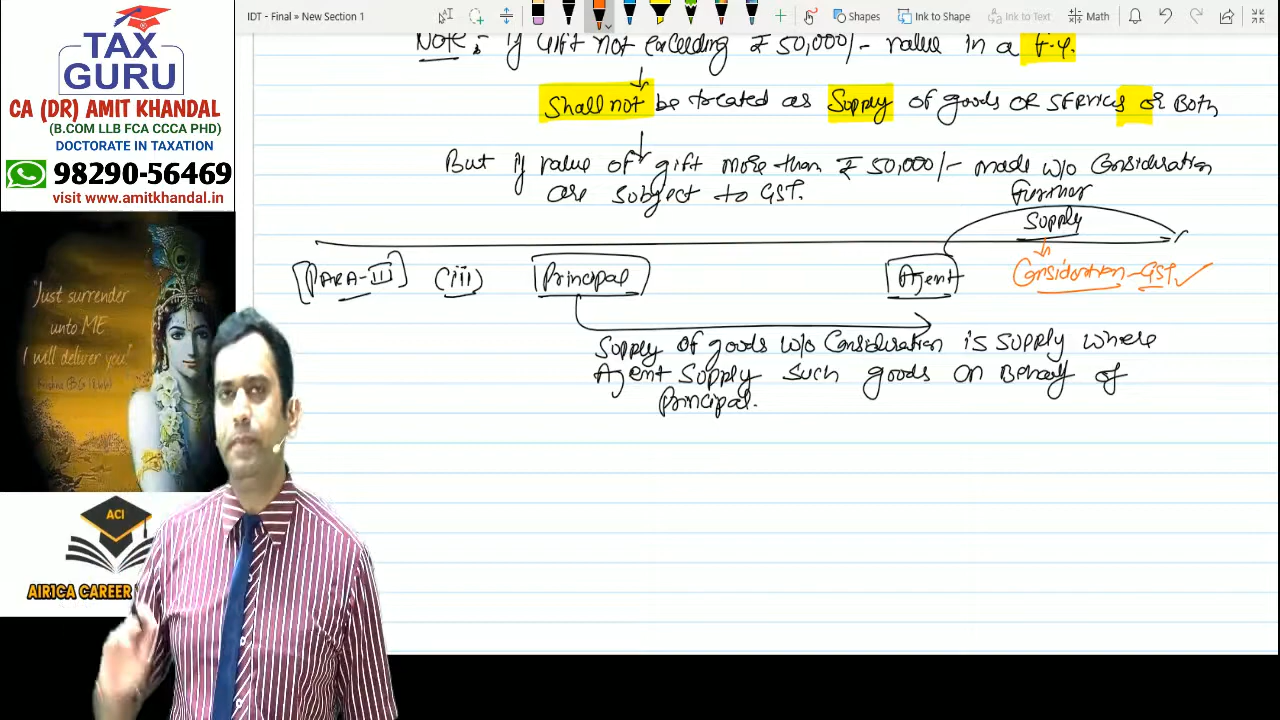 IDT - Final » New Section 1
Shapes
Ink to Shape
Ink to Text
Math
TAX
GURU
CA (DR) AMIT KHANDAL
(B.COM LLB FCA CCCA PHD)
DOCTORATE IN TAXATION
98290-56469
visit www.amitkhandal.in
"Just surrender
unto ME
I will deliver you"
ACI
AIR1CA CAREER
Note :- if Gift not exceeding ₹ 50,000/- value in a f.y.
Shall not be treated as Supply of goods or services or Both
But if value of gift more than ₹ 50,000/- made w/o Consideration
are subject to GST.
Further
Supply
Consideration - GST ✓
[PARA-III] (iii) Principal Agent
Supply of goods w/o Consideration is supply where
Agent Supply Such goods on Behalf of
Principal.